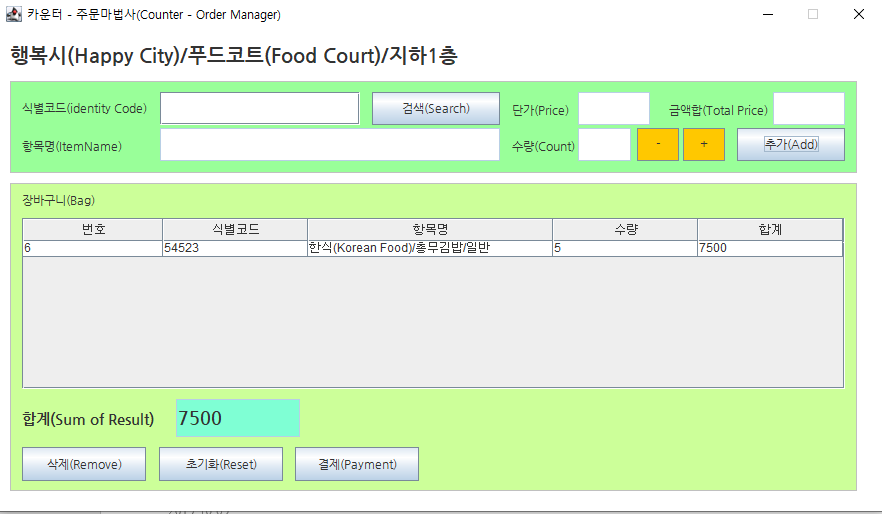 카운터 - 주문마법사(Counter - Order Manager)
행복시(Happy City)/푸드코트(Food Court)/지하1층
식별코드(identity Code) 검색(Search) 단가(Price) 금액합(Total Price)
항목명(ItemName) 수량(Count) - + 추가(Add)
장바구니(Bag)
번호 식별코드 항목명 수량 합계
6 54523 한식(Korean Food)/총무김밥/일반 5 7500
합계(Sum of Result) 7500
삭제(Remove) 초기화(Reset) 결제(Payment)